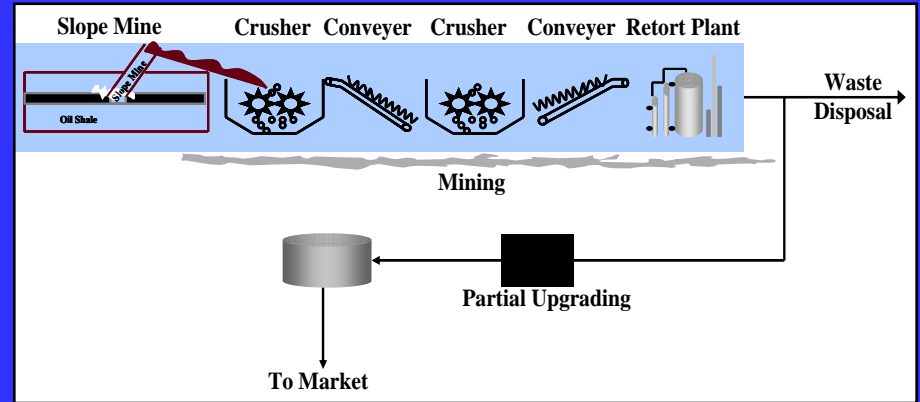 Slope Mine
Crusher
Conveyer
Crusher
Conveyer
Retort Plant
Slope Mine
Oil Shale
Waste
Disposal
Mining
Partial Upgrading
To Market